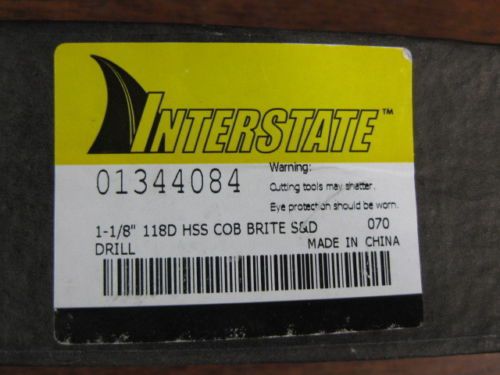 INTERSTATE™
01344084
Warning:
Cutting tools may shatter.
Eye protection should be worn.
1-1/8" 118D HSS COB BRITE S&D 070
DRILL MADE IN CHINA